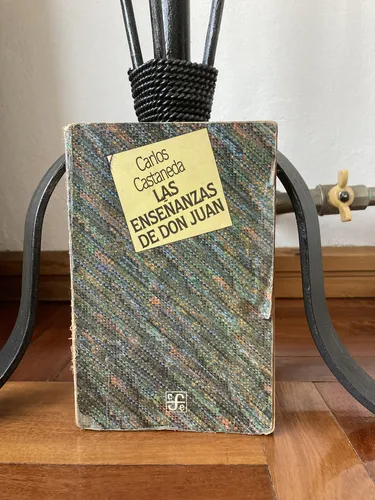 Carlos
Castaneda
LAS
ENSEÑANZAS
DE DON JUAN